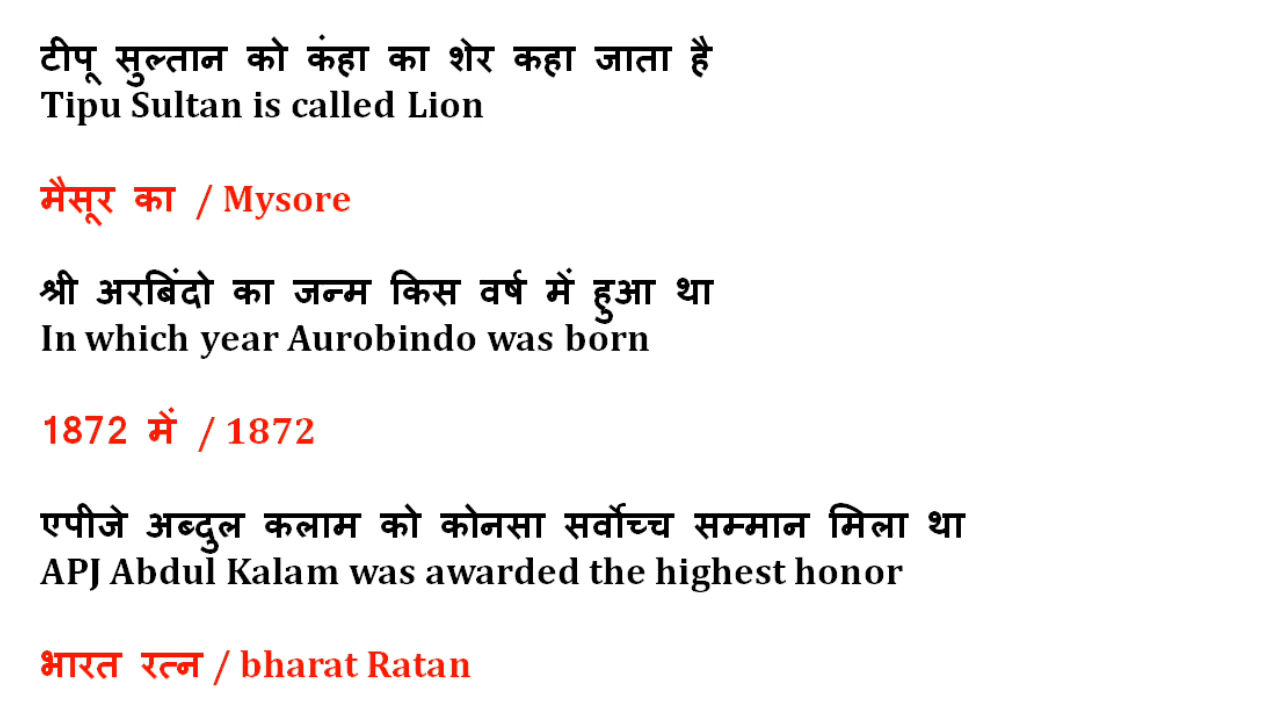 टीपू सुल्तान को कंहा का शेर कहा जाता है
Tipu Sultan is called Lion
मैसूर का / Mysore
श्री अरबिंदो का जन्म किस वर्ष में हुआ था
In which year Aurobindo was born
1872 में / 1872
एपीजे अब्दुल कलाम को कोनसा सर्वोच्च सम्मान मिला था
APJ Abdul Kalam was awarded the highest honor
भारत रत्न / bharat Ratan